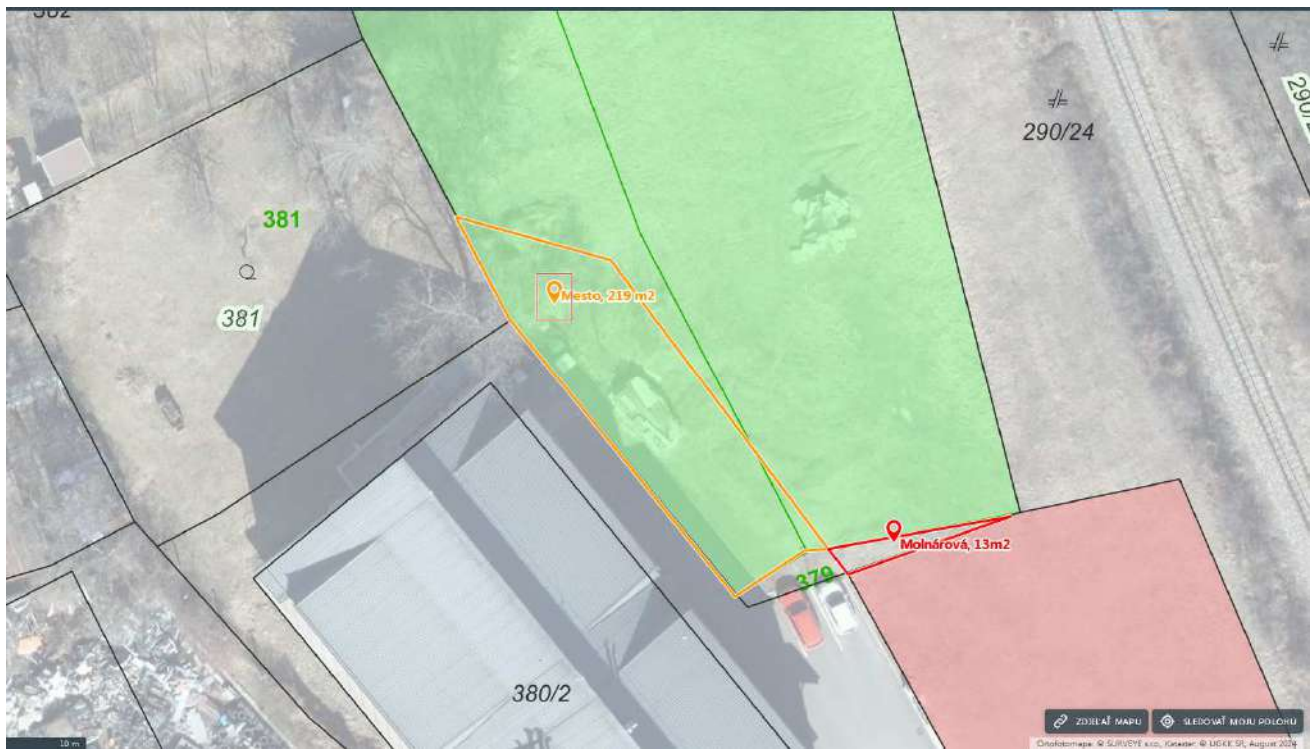 290/24
381
381
Mesto, 219 m2
Molnárová, 13m2
379
380/2
ZDIEĽAŤ MAPU
SLEDOVAŤ MOJU POLOHU
10 m
Ortofotomapa: © SURVEYE s.r.o., Kataster: © ÚGKK SR, August 2024